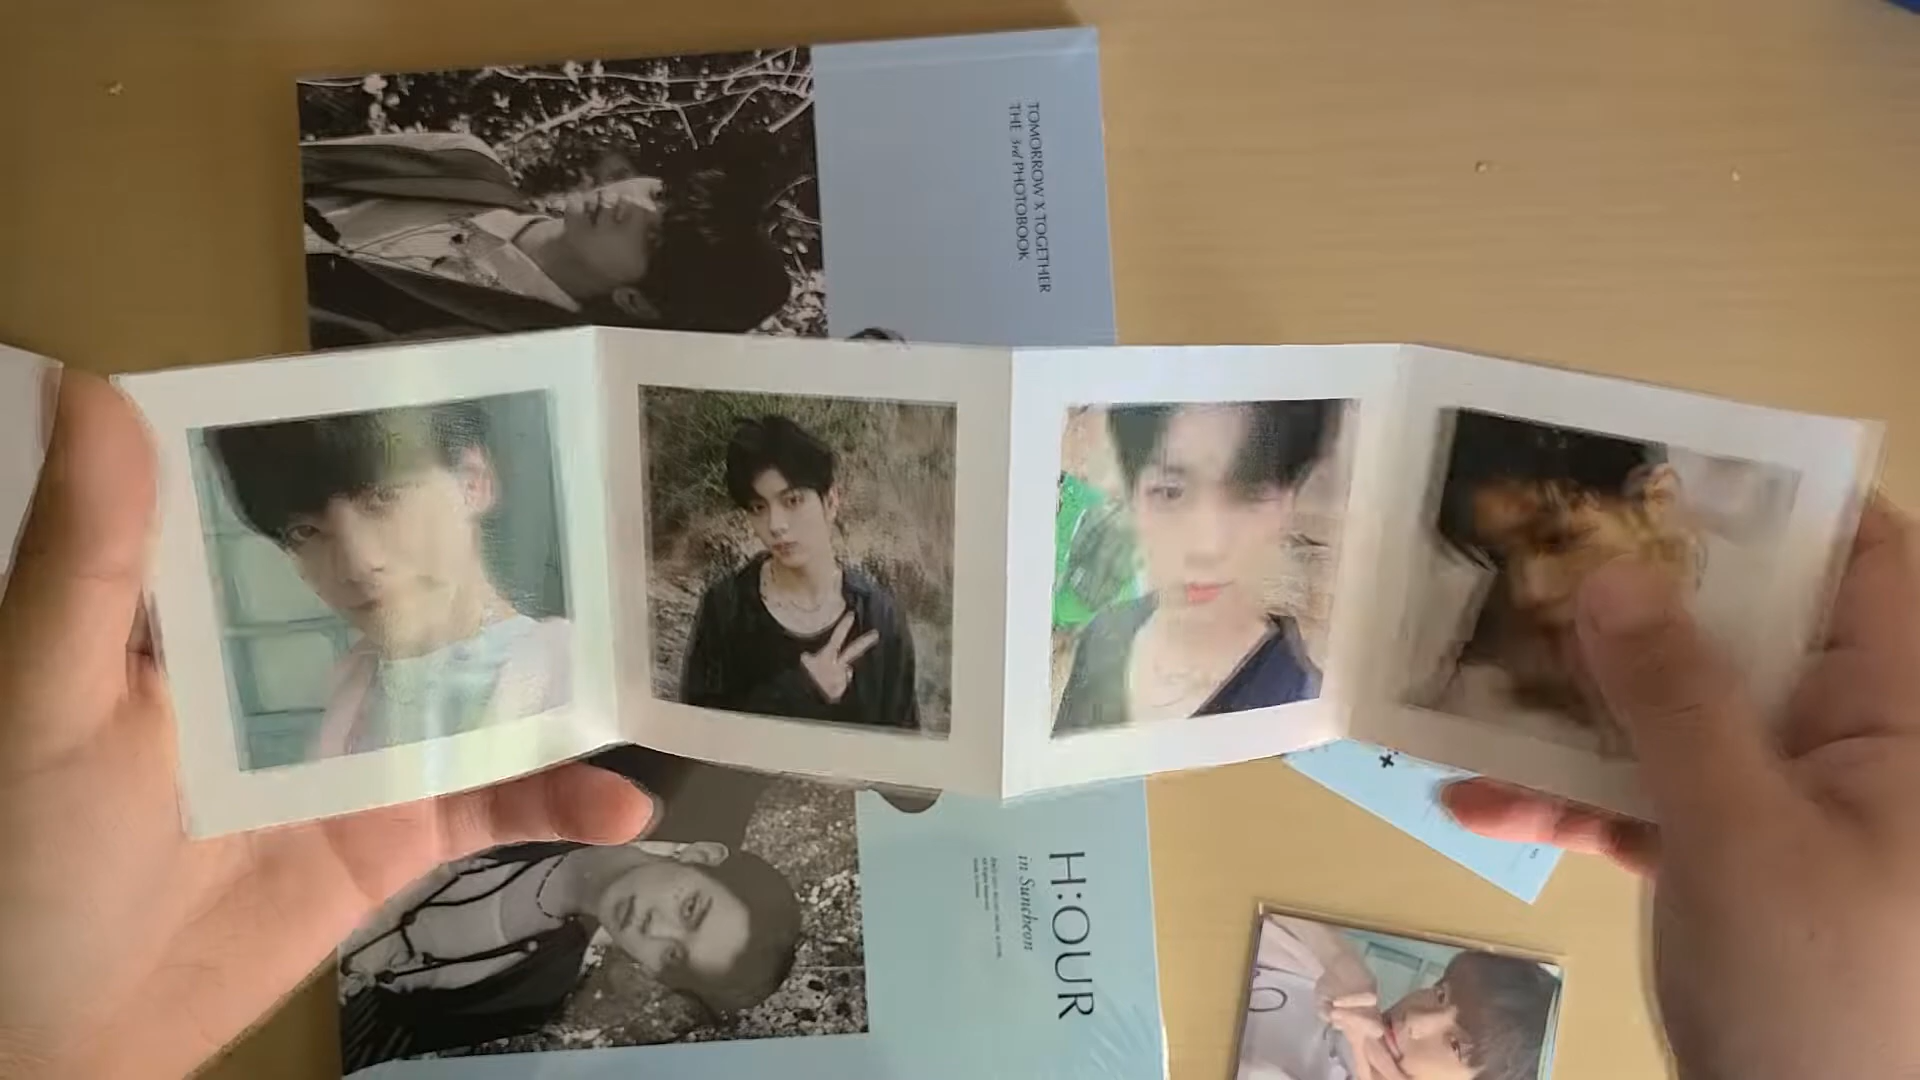 TOMORROW X TOGETHER
THE 3rd PHOTOBOOK
H:OUR
in Suncheon